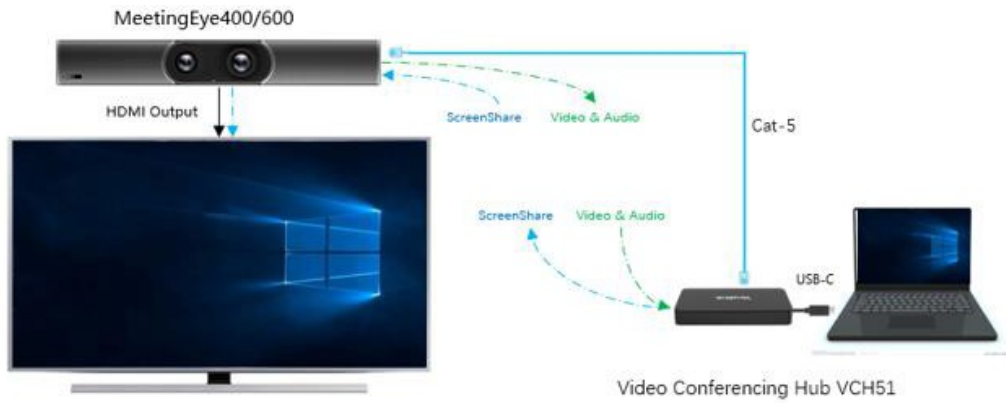 MeetingEye400/600
HDMI Output
ScreenShare
Video & Audio
Cat-5
ScreenShare
Video & Audio
USB-C
Video Conferencing Hub VCH51